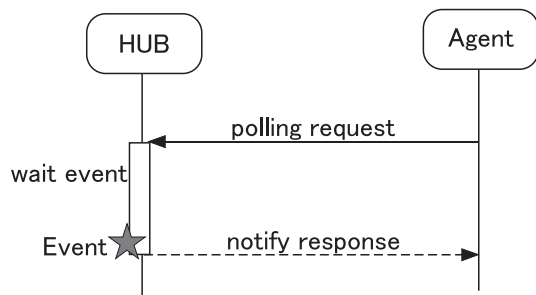 HUB
Agent
polling request
wait event
Event
notify response